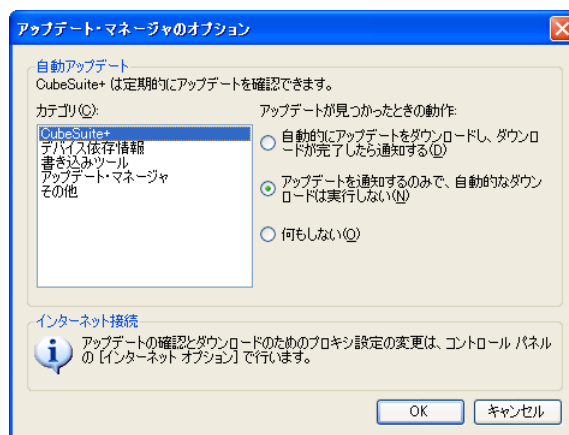 アップデート・マネージャのオプション
自動アップデート
CubeSuite+ は定期的にアップデートを確認できます。
カテゴリ(C):
CubeSuite+
デバイス依存情報
書き込みツール
アップデート・マネージャ
その他
アップデートが見つかったときの動作:
自動的にアップデートをダウンロードし、ダウンロ
ードが完了したら通知する(D)
アップデートを通知するのみで、自動的なダウン
ロードは実行しない(N)
何もしない(O)
インターネット接続
アップデートの確認とダウンロードのためのプロキシ設定の変更は、コントロール パネル
の [インターネット オプション] で行います。
OK
キャンセル